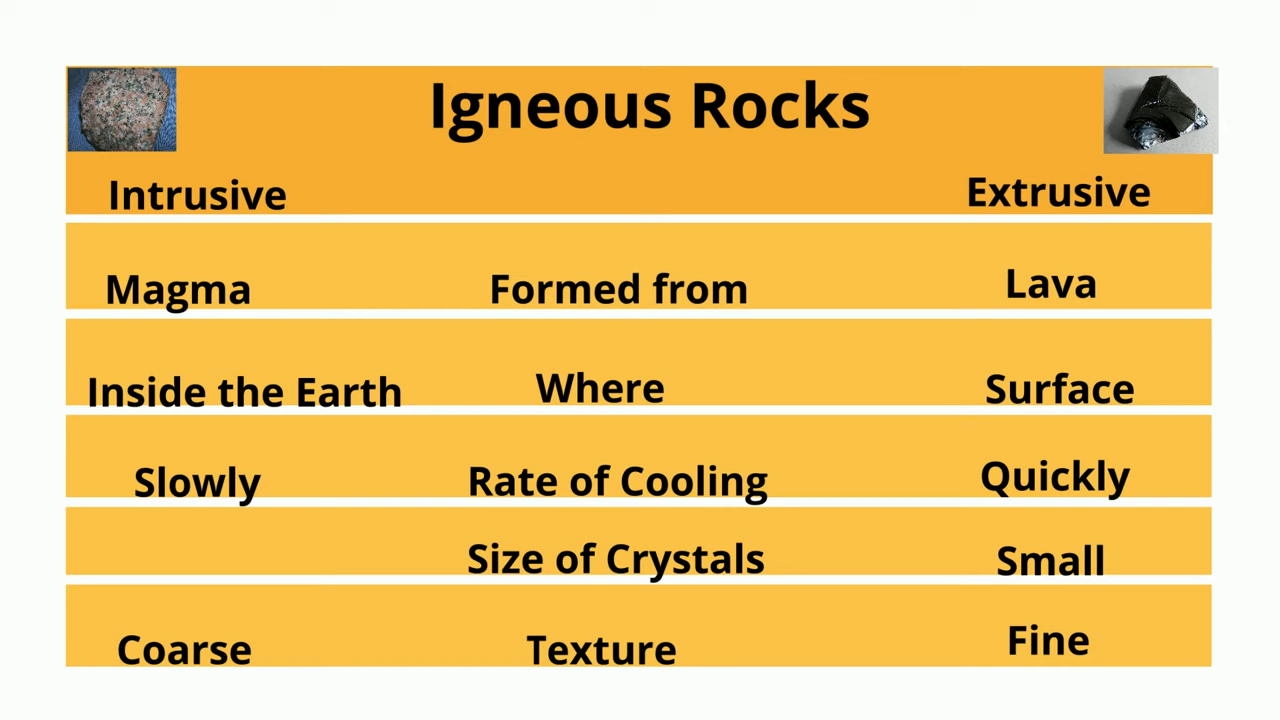 Igneous Rocks
Intrusive Extrusive
Magma Formed from Lava
Inside the Earth Where Surface
Slowly Rate of Cooling Quickly
Size of Crystals Small
Coarse Texture Fine